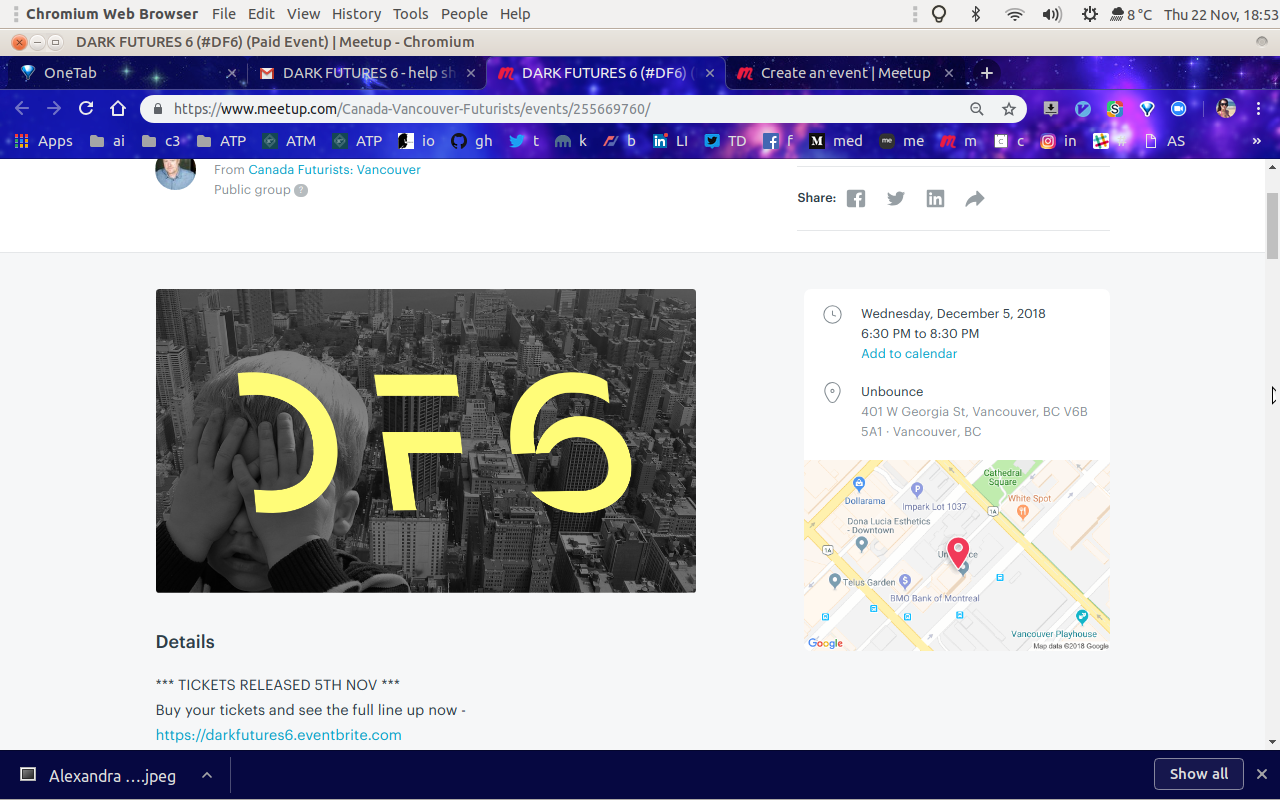 Chromium Web Browser File Edit View History Tools People Help 8 °C Thu 22 Nov, 18:53
DARK FUTURES 6 (#DF6) (Paid Event) | Meetup - Chromium
OneTab DARK FUTURES 6 - help sh DARK FUTURES 6 (#DF6) ( Create an event | Meetup
https://www.meetup.com/Canada-Vancouver-Futurists/events/255669760/
Apps ai c3 ATP ATM ATP io gh t k b LI TD f med me m c in # AS »
From Canada Futurists: Vancouver
Public group ?
Share:
DF6
Wednesday, December 5, 2018
6:30 PM to 8:30 PM
Add to calendar
Unbounce
401 W Georgia St, Vancouver, BC V6B
5A1 · Vancouver, BC
Cathedral
Square
Dollarama
Impark Lot 1037
White Spot
1A
Dona Lucia Esthetics
- Downtown
1A
Telus Garden
BMO Bank of Montreal
Vancouver Playhouse
Google
Map data ©2018 Google
Details
*** TICKETS RELEASED 5TH NOV ***
Buy your tickets and see the full line up now -
https://darkfutures6.eventbrite.com
Alexandra ....jpeg
Show all